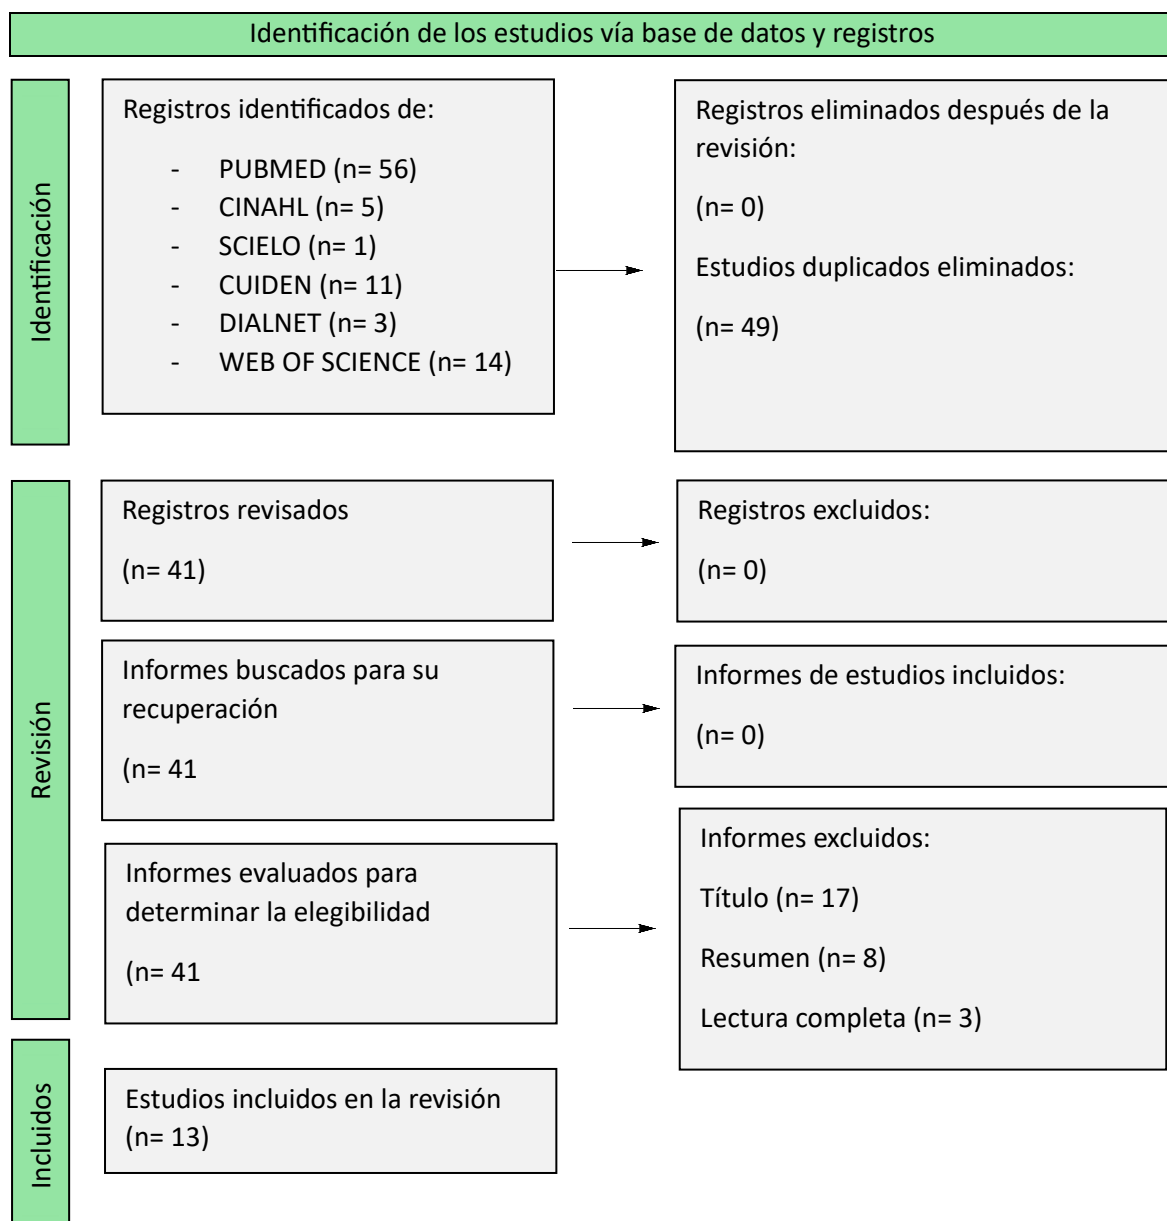 Identificación de los estudios vía base de datos y registros
Identificación
Registros identificados de:
- PUBMED (n= 56)
- CINAHL (n= 5)
- SCIELO (n= 1)
- CUIDEN (n= 11)
- DIALNET (n= 3)
- WEB OF SCIENCE (n= 14)
Registros eliminados después de la
revisión:
(n= 0)
Estudios duplicados eliminados:
(n= 49)
Revisión
Registros revisados
(n= 41)
Registros excluidos:
(n= 0)
Informes buscados para su
recuperación
(n= 41
Informes de estudios incluidos:
(n= 0)
Informes evaluados para
determinar la elegibilidad
(n= 41
Informes excluidos:
Título (n= 17)
Resumen (n= 8)
Lectura completa (n= 3)
Incluidos
Estudios incluidos en la revisión
(n= 13)